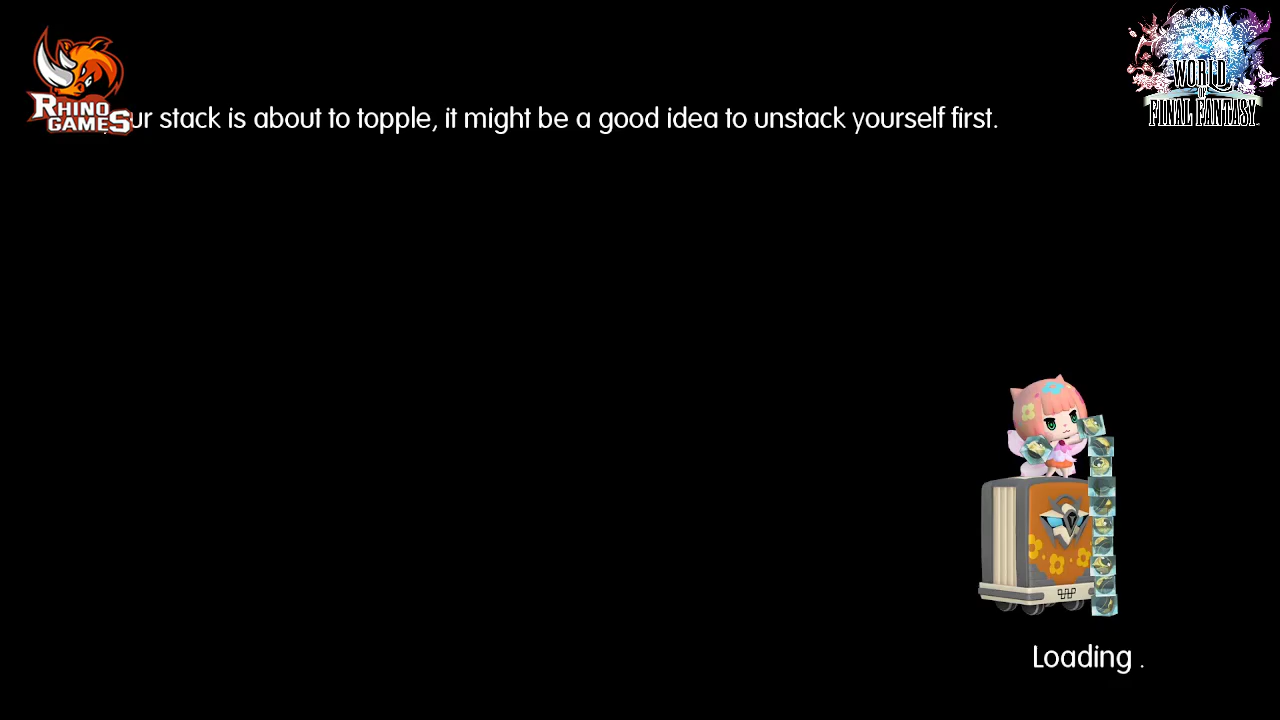 RHINO
GAMES
ur stack is about to topple, it might be a good idea to unstack yourself first.
WORLD
OF
FINAL FANTASY
Loading .